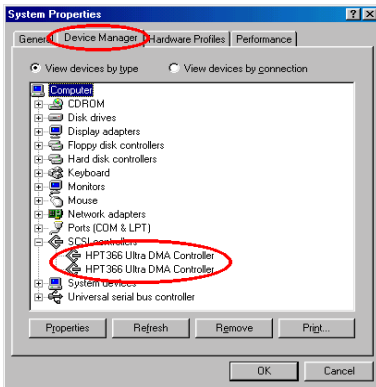 System Properties
General Device Manager Hardware Profiles Performance
View devices by type View devices by connection
Computer
CDROM
Disk drives
Display adapters
Floppy disk controllers
Hard disk controllers
Keyboard
Monitors
Mouse
Network adapters
Ports (COM & LPT)
SCSI controllers
HPT366 Ultra DMA Controller
HPT366 Ultra DMA Controller
System devices
Universal serial bus controller
Properties Refresh Remove Print...
OK Cancel